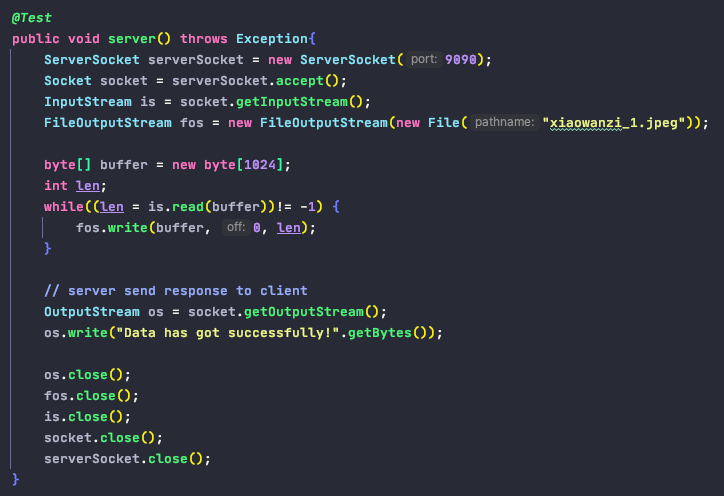 @Test
public void server() throws Exception{
ServerSocket serverSocket = new ServerSocket( port: 9090);
Socket socket = serverSocket.accept();
InputStream is = socket.getInputStream();
FileOutputStream fos = new FileOutputStream(new File( pathname: "xiaowanzi_1.jpeg"));
byte[] buffer = new byte[1024];
int len;
while((len = is.read(buffer))!= -1) {
fos.write(buffer, off: 0, len);
}
// server send response to client
OutputStream os = socket.getOutputStream();
os.write("Data has got successfully!".getBytes());
os.close();
fos.close();
is.close();
socket.close();
serverSocket.close();
}